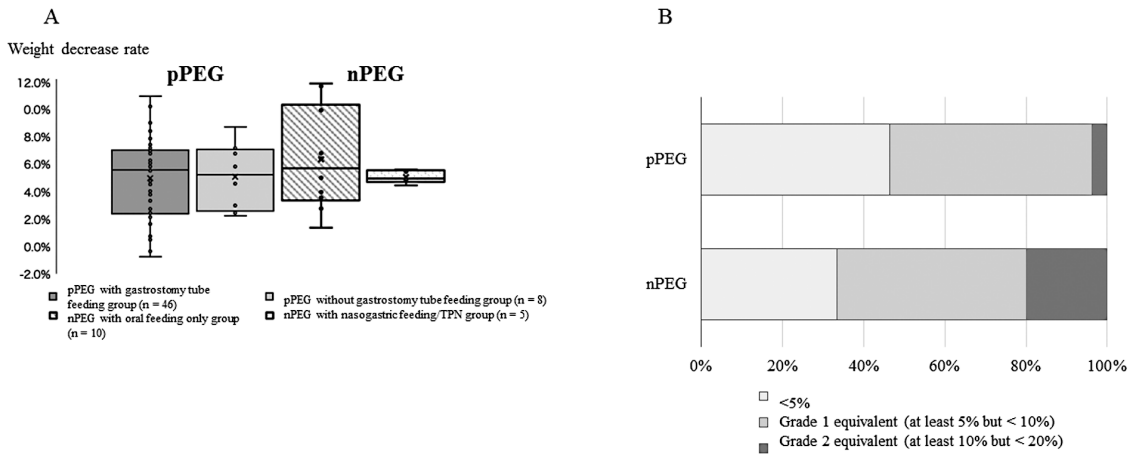 A
Weight decrease rate
pPEG
nPEG
12.0%
0.0%
8.0%
6.0%
4.0%
2.0%
0.0%
-2.0%
pPEG with gastrostomy tube
feeding group (n = 46)
nPEG with oral feeding only group
(n = 10)
pPEG without gastrostomy tube feeding group (n = 8)
nPEG with nasogastric feeding/TPN group (n = 5)
B
pPEG
nPEG
0%
20%
40%
60%
80%
100%
<5%
Grade 1 equivalent (at least 5% but < 10%)
Grade 2 equivalent (at least 10% but < 20%)